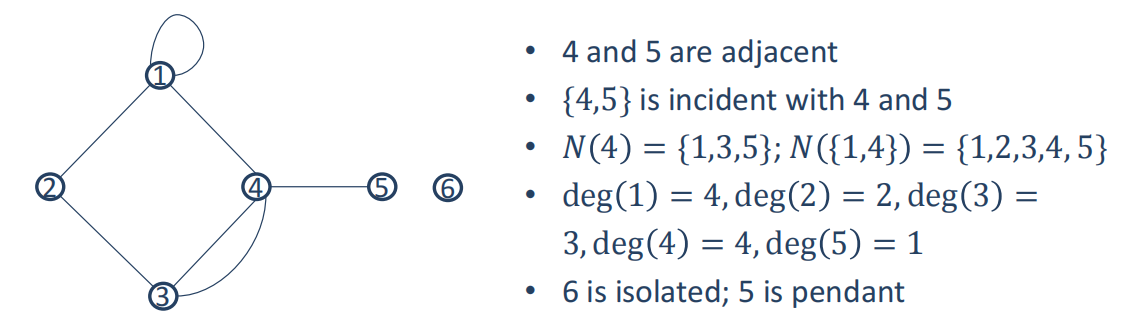 1
2
4
5
6
3
• 4 and 5 are adjacent
• {4,5} is incident with 4 and 5
• N(4) = {1,3,5}; N({1,4}) = {1,2,3,4, 5}
• deg(1) = 4, deg(2) = 2, deg(3) =
3, deg(4) = 4, deg(5) = 1
• 6 is isolated; 5 is pendant